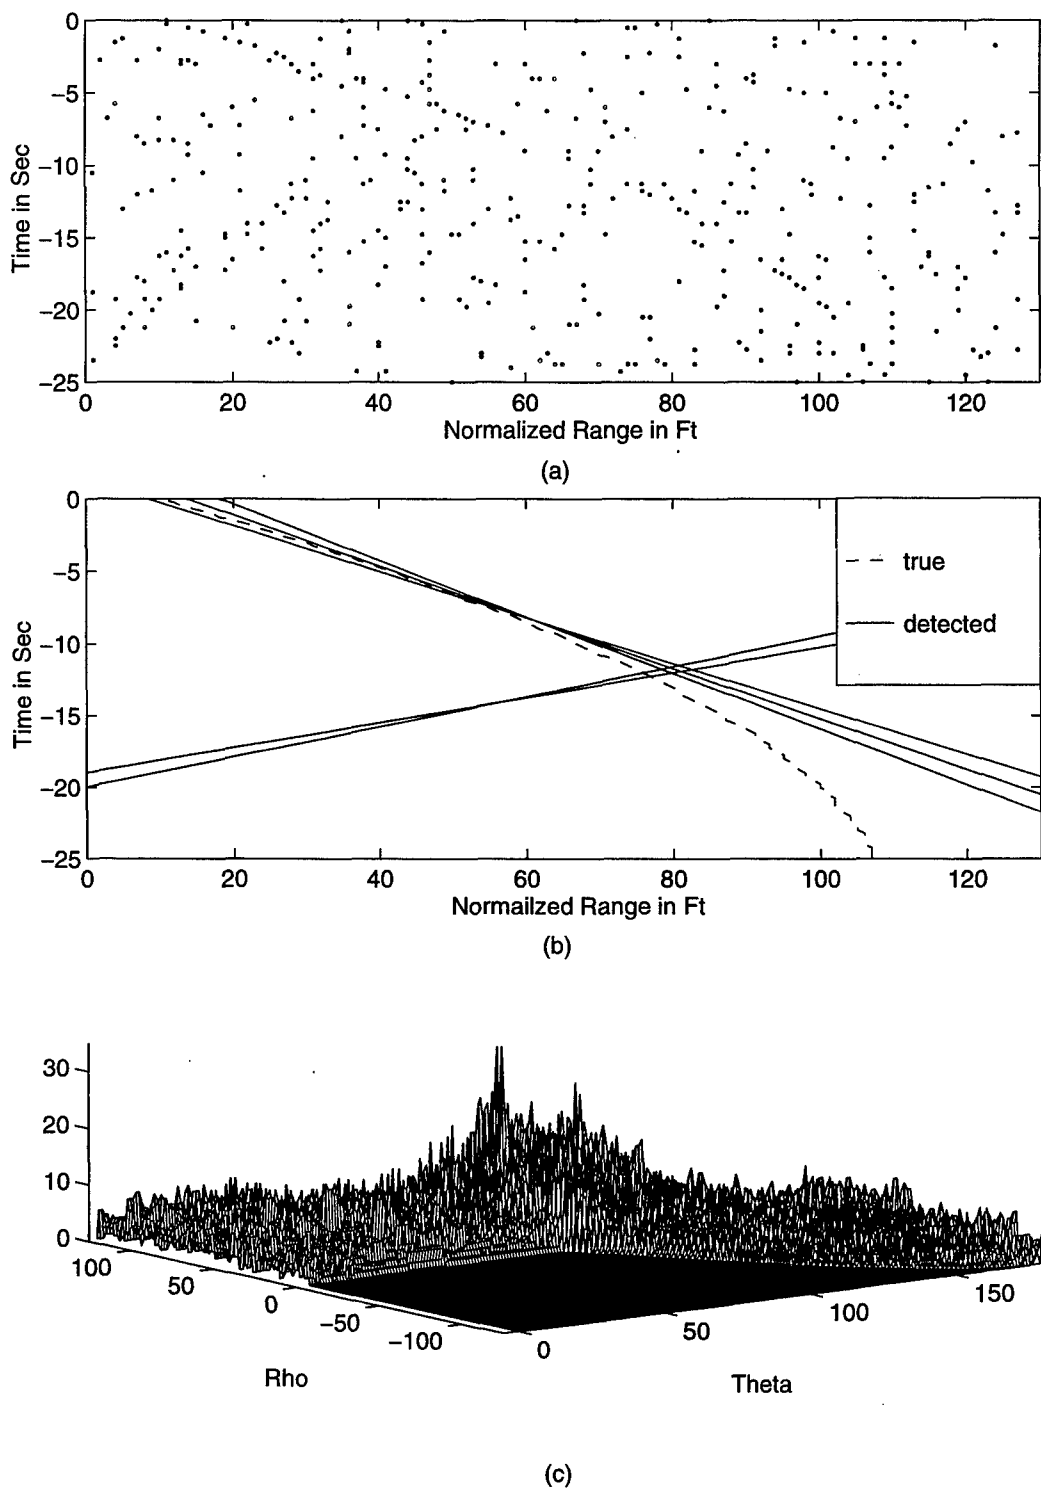 0
−5
−10
−15
−20
−25
Time in Sec
0 20 40 60 80 100 120
Normalized Range in Ft
(a)
0
−5
−10
−15
−20
−25
Time in Sec
true
detected
0 20 40 60 80 100 120
Normailzed Range in Ft
(b)
30
20
10
0
100 50 0 −50 −100
0 50 100 150
Rho
Theta
(c)